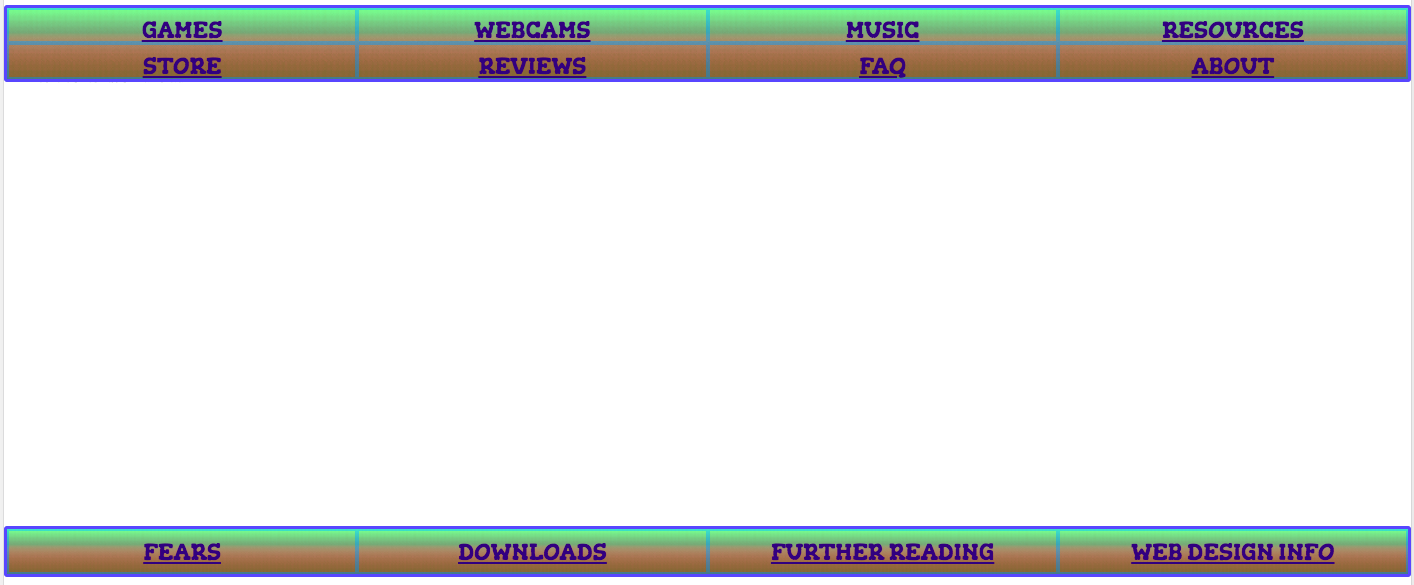 GAMES WEBCAMS MUSIC RESOURCES
STORE REVIEWS FAQ ABOUT
FEARS DOWNLOADS FURTHER READING WEB DESIGN INFO